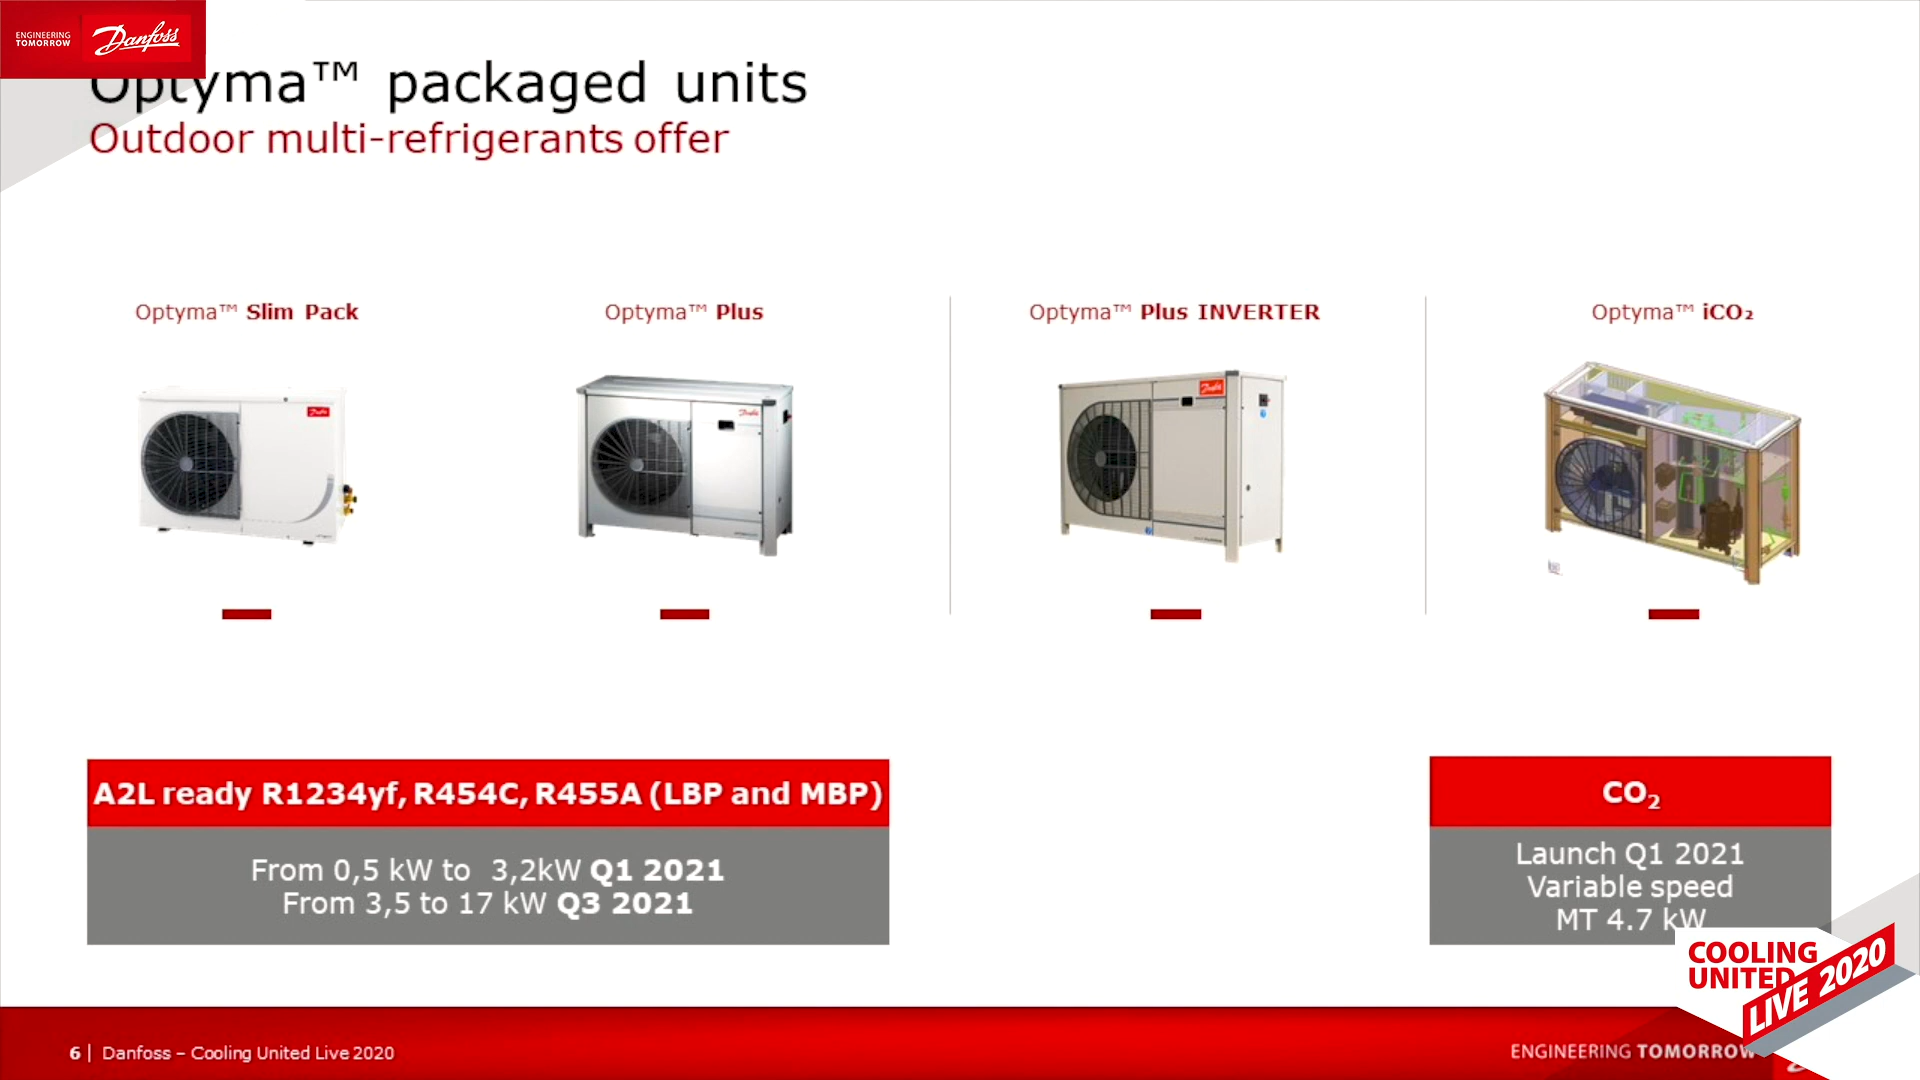 ENGINEERING
TOMORROW
Danfoss
Optyma™ packaged units
Outdoor multi-refrigerants offer
Optyma™ Slim Pack
Optyma™ Plus
Optyma™ Plus INVERTER
Optyma™ iCO₂
Danfoss
Danfoss
Danfoss
A2L ready R1234yf, R454C, R455A (LBP and MBP)
From 0,5 kW to 3,2kW Q1 2021
From 3,5 to 17 kW Q3 2021
CO₂
Launch Q1 2021
Variable speed
MT 4.7 kW
COOLING
UNITED
LIVE 2020
6 | Danfoss – Cooling United Live 2020
ENGINEERING TOMORROW